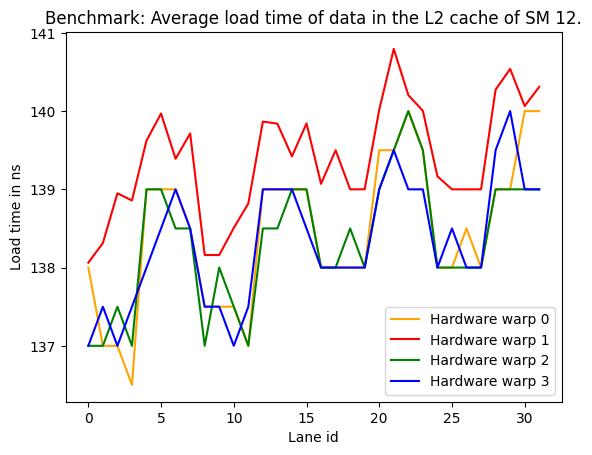 Benchmark: Average load time of data in the L2 cache of SM 12.
141
140
139
138
137
Load time in ns
0
5
10
15
20
25
30
Lane id
Hardware warp 0
Hardware warp 1
Hardware warp 2
Hardware warp 3